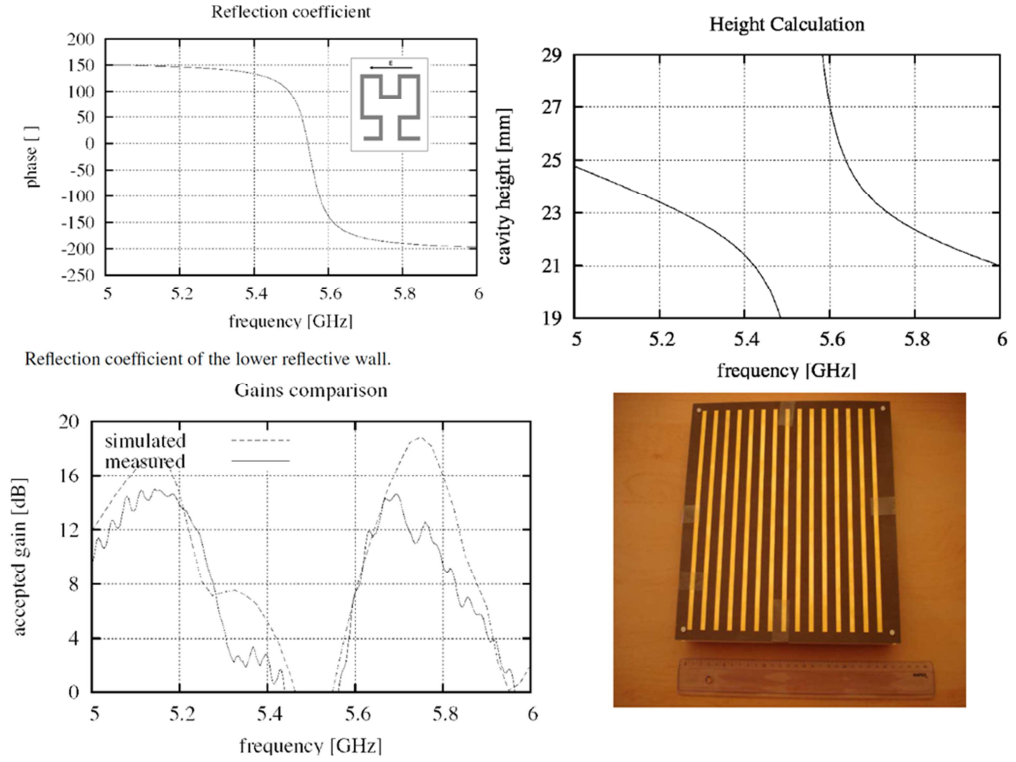 Reflection coefficient
200
150
100
50
0
-50
-100
-150
-200
-250
phase [ ]
ε
5 5.2 5.4 5.6 5.8 6
frequency [GHz]
Reflection coefficient of the lower reflective wall.
Height Calculation
29
27
25
23
21
19
cavity height [mm]
5 5.2 5.4 5.6 5.8 6
frequency [GHz]
Gains comparison
20
16
12
8
4
0
accepted gain [dB]
simulated
measured
5 5.2 5.4 5.6 5.8 6
frequency [GHz]